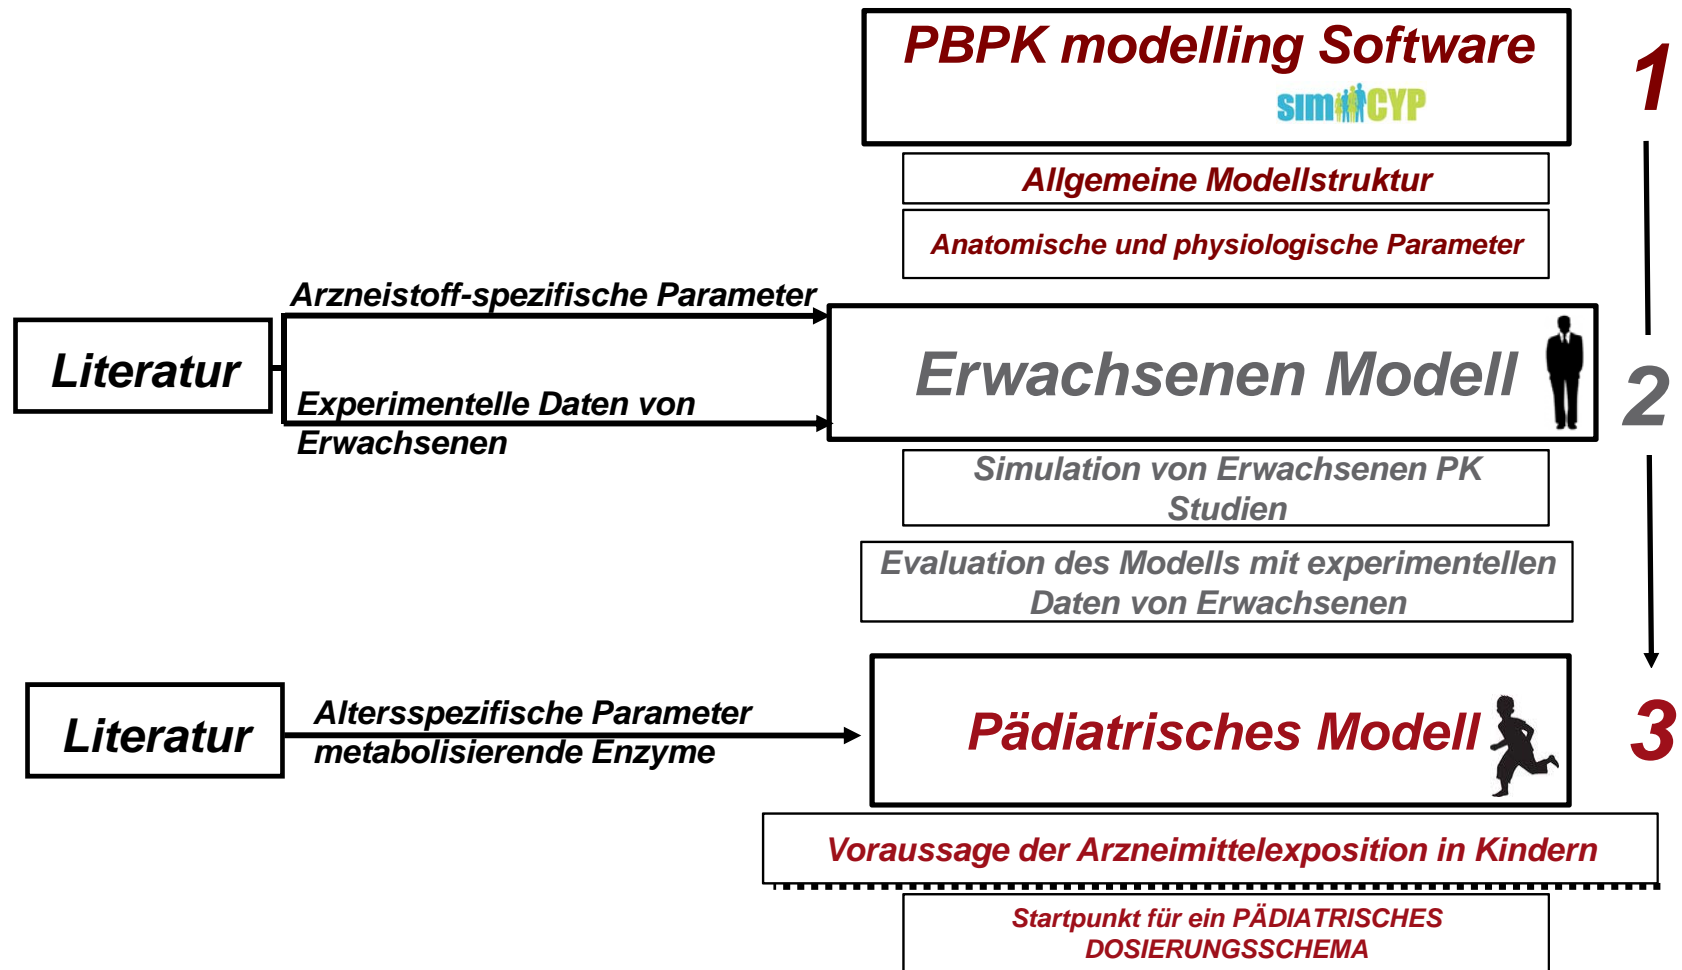 PBPK modelling Software
simCYP
1
Allgemeine Modellstruktur
Anatomische und physiologische Parameter
Arzneistoff-spezifische Parameter
Literatur
Experimentelle Daten von
Erwachsenen
Erwachsenen Modell
2
Simulation von Erwachsenen PK
Studien
Evaluation des Modells mit experimentellen
Daten von Erwachsenen
Literatur
Altersspezifische Parameter
metabolisierende Enzyme
Pädiatrisches Modell
3
Voraussage der Arzneimittelexposition in Kindern
Startpunkt für ein PÄDIATRISCHES
DOSIERUNGSSCHEMA